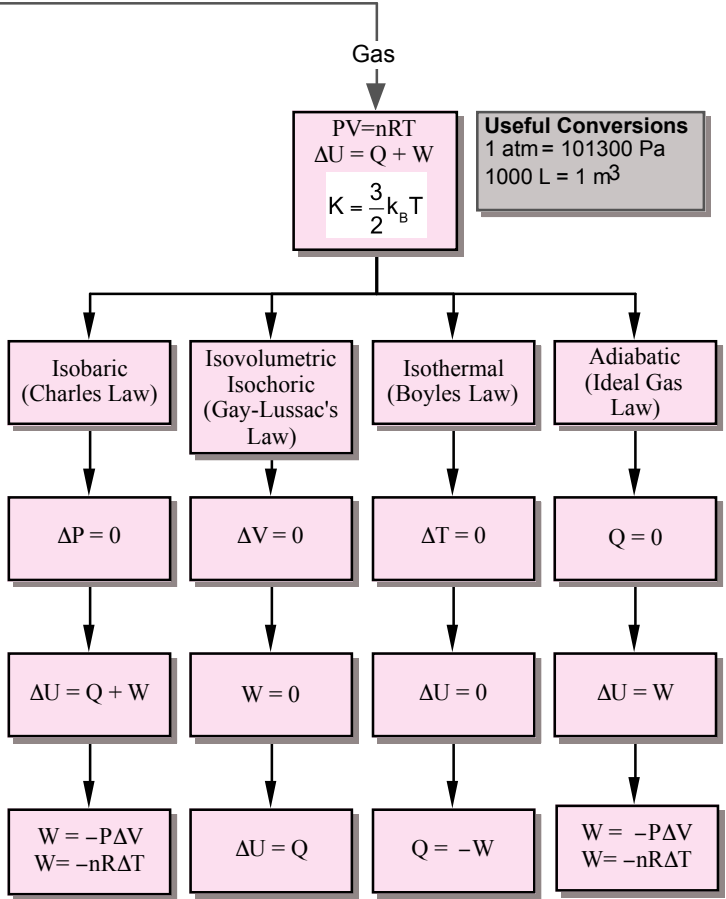 Gas
PV=nRT
ΔU = Q + W
K = 3/2 k_B T
Useful Conversions
1 atm = 101300 Pa
1000 L = 1 m³
Isobaric
(Charles Law)
Isovolumetric
Isochoric
(Gay-Lussac's
Law)
Isothermal
(Boyles Law)
Adiabatic
(Ideal Gas
Law)
ΔP = 0
ΔV = 0
ΔT = 0
Q = 0
ΔU = Q + W
W = 0
ΔU = 0
ΔU = W
W = −PΔV
W= −nRΔT
ΔU = Q
Q = −W
W = −PΔV
W= −nRΔT